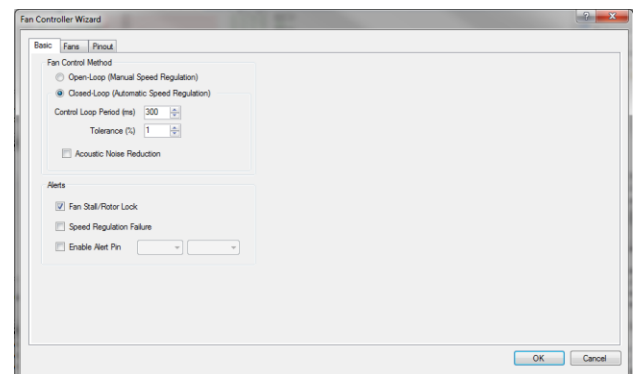 Fan Controller Wizard
Basic Fans Pinout
Fan Control Method
Open-Loop (Manual Speed Regulation)
Closed-Loop (Automatic Speed Regulation)
Control Loop Period (ms) 300
Tolerance (%) 1
Acoustic Noise Reduction
Alerts
Fan Stall/Rotor Lock
Speed Regulation Failure
Enable Alert Pin
OK Cancel